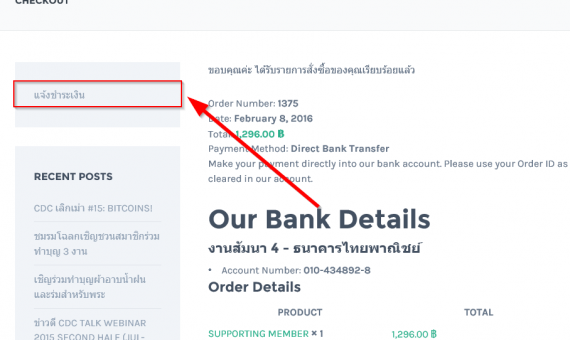 CHECKOUT
แจ้งชำระเงิน
RECENT POSTS
CDC เลิกเม่า #15: BITCOINS!
ชมรมโฉลกเชิญชวนสมาชิกร่วม
ทำบุญ 3 งาน
เชิญร่วมทำบุญผ้าอาบน้ำฝน
และร่มสำหรับพระ
ข่าวดี CDC TALK WEBINAR
2015 SECOND HALF (JUL-
ขอบคุณค่ะ ได้รับรายการสั่งซื้อของคุณเรียบร้อยแล้ว
Order Number: 1375
Date: February 8, 2016
Total: 1,296.00 ฿
Payment Method: Direct Bank Transfer
Make your payment directly into our bank account. Please use your Order ID as
cleared in our account.
Our Bank Details
งานสัมนา 4 - ธนาคารไทยพาณิชย์
• Account Number: 010-434892-8
Order Details
PRODUCT TOTAL
SUPPORTING MEMBER × 1 1,296.00 ฿